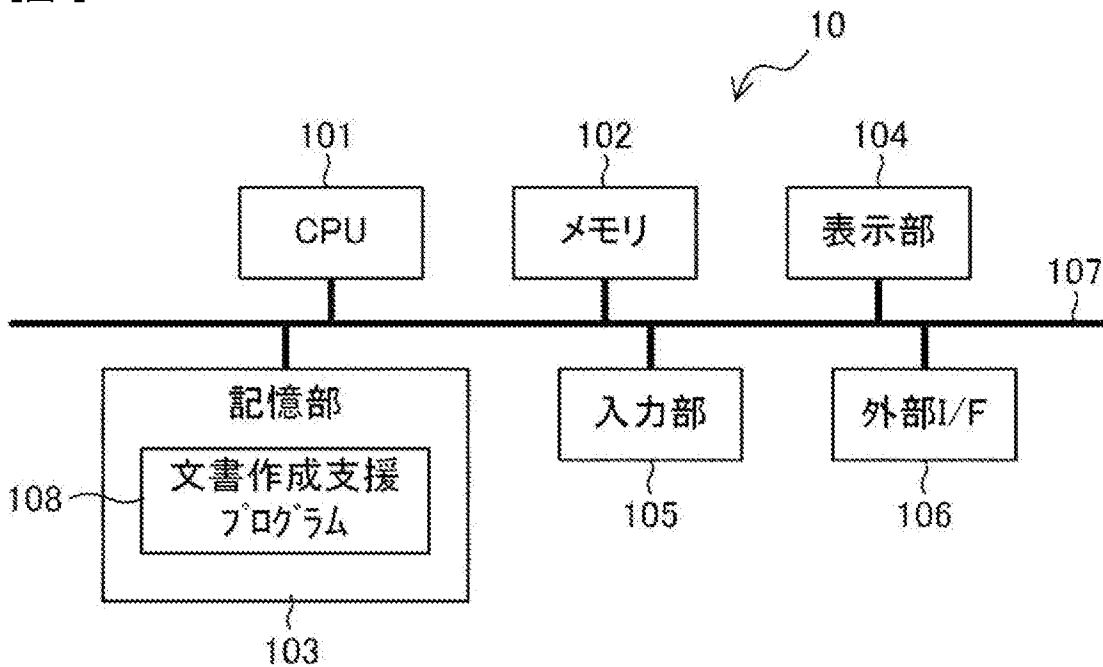 10
101
102
104
CPU
メモリ
表示部
107
記憶部
入力部
外部I/F
文書作成支援
プログラム
108
105
106
103